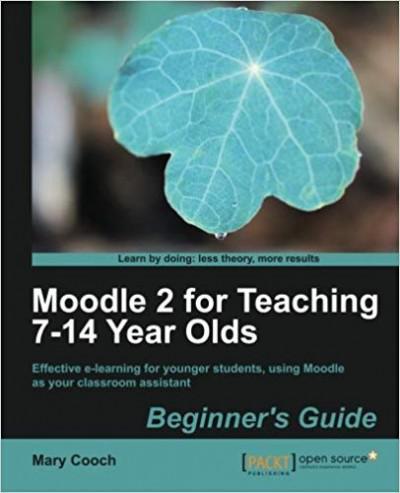 Learn by doing: less theory, more results
Moodle 2 for Teaching
7-14 Year Olds
Effective e-learning for younger students, using Moodle
as your classroom assistant
Beginner's Guide
Mary Cooch
[PACKT] open source*
PUBLISHING